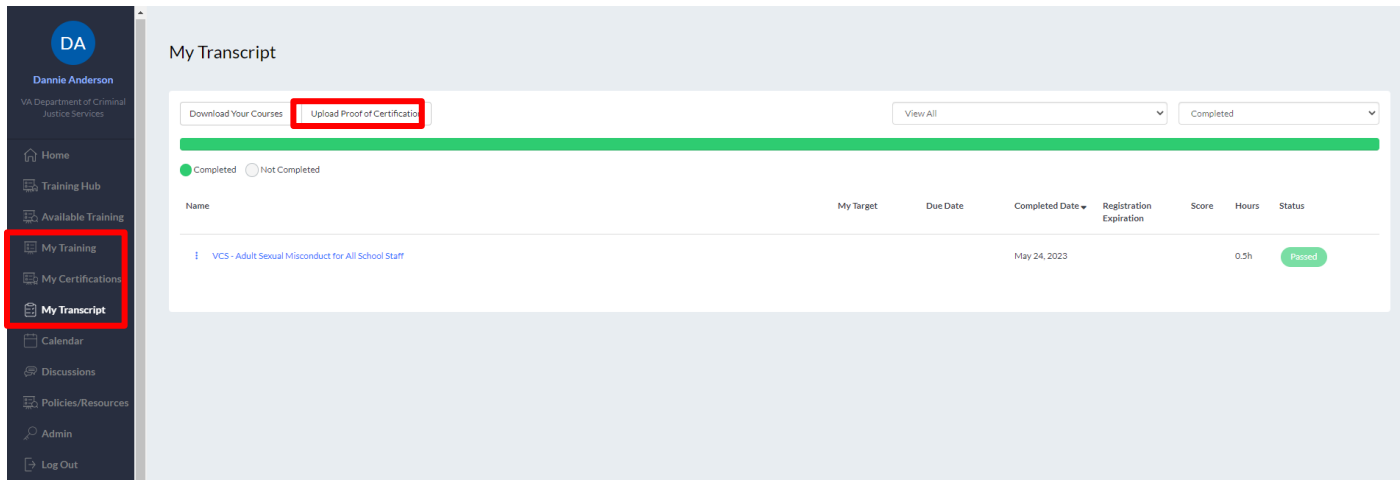 DA
Dannie Anderson
VA Department of Criminal
Justice Services
Home
Training Hub
Available Training
My Training
My Certifications
My Transcript
Calendar
Discussions
Policies/Resources
Admin
Log Out
My Transcript
Download Your Courses Upload Proof of Certification View All Completed
Completed Not Completed
Name My Target Due Date Completed Date Registration Expiration Score Hours Status
VCS - Adult Sexual Misconduct for All School Staff May 24, 2023 0.5h Passed